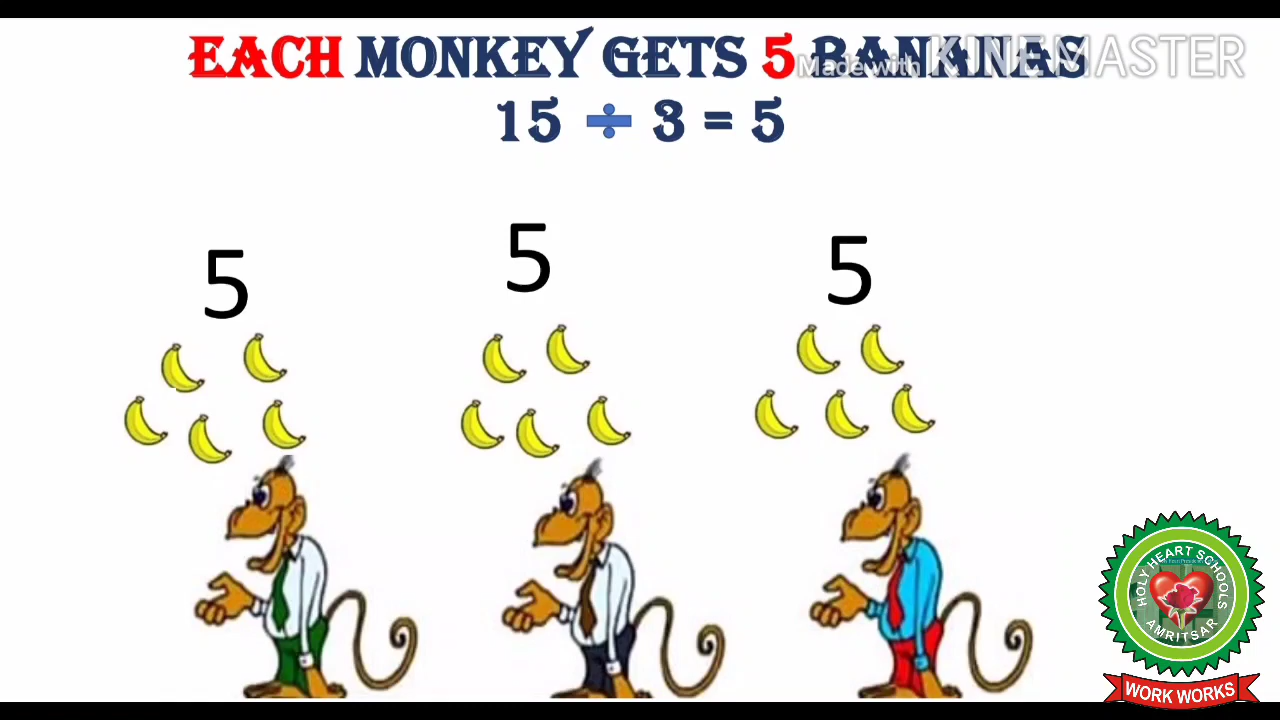 EACH MONKEY GETS 5 BANANAS
Made with KINEMASTER
15 ÷ 3 = 5
5
5
5
HOLY HEART SCHOOLS
AMRITSAR
WORK WORKS